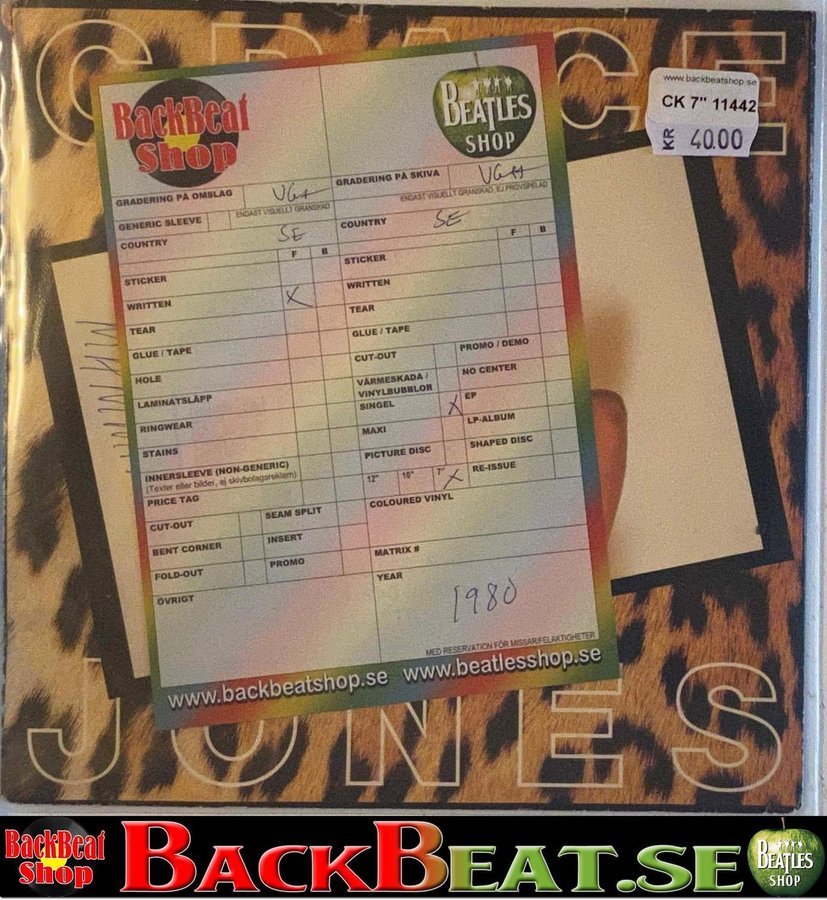 GRACE
www.backbeatshop.se
CK 7" 11442
KR 40.00
BackBeat
Shop
BEATLES
SHOP
GRADERING PÅ OMSLAG VG+
ENDAST VISUELLT GRANSKAD
GENERIC SLEEVE
COUNTRY SE
F B
STICKER
WRITTEN X
TEAR
GLUE / TAPE
HOLE
LAMINATSLÄPP
RINGWEAR
STAINS
INNERSLEEVE (NON-GENERIC)
(Texter eller bilder, ej skivbolagsreklam)
PRICE TAG
CUT-OUT SEAM SPLIT
BENT CORNER INSERT
FOLD-OUT PROMO
ÖVRIGT
GRADERING PÅ SKIVA
ENDAST VISUELLT GRANSKAD, EJ PROVSPELAD
COUNTRY SE
F B
STICKER
WRITTEN
TEAR
GLUE / TAPE
CUT-OUT PROMO / DEMO
VÄRMESKADA /
VINYLBUBBLOR NO CENTER
SINGEL X EP
MAXI LP-ALBUM
PICTURE DISC SHAPED DISC
12" 10" 7" X RE-ISSUE
COLOURED VINYL
MATRIX #
YEAR
1980
MED RESERVATION FÖR MISSAR/FELAKTIGHETER
www.backbeatshop.se www.beatlesshop.se
JONES
BackBeat
Shop
BACKBEAT.SE
BEATLES
SHOP